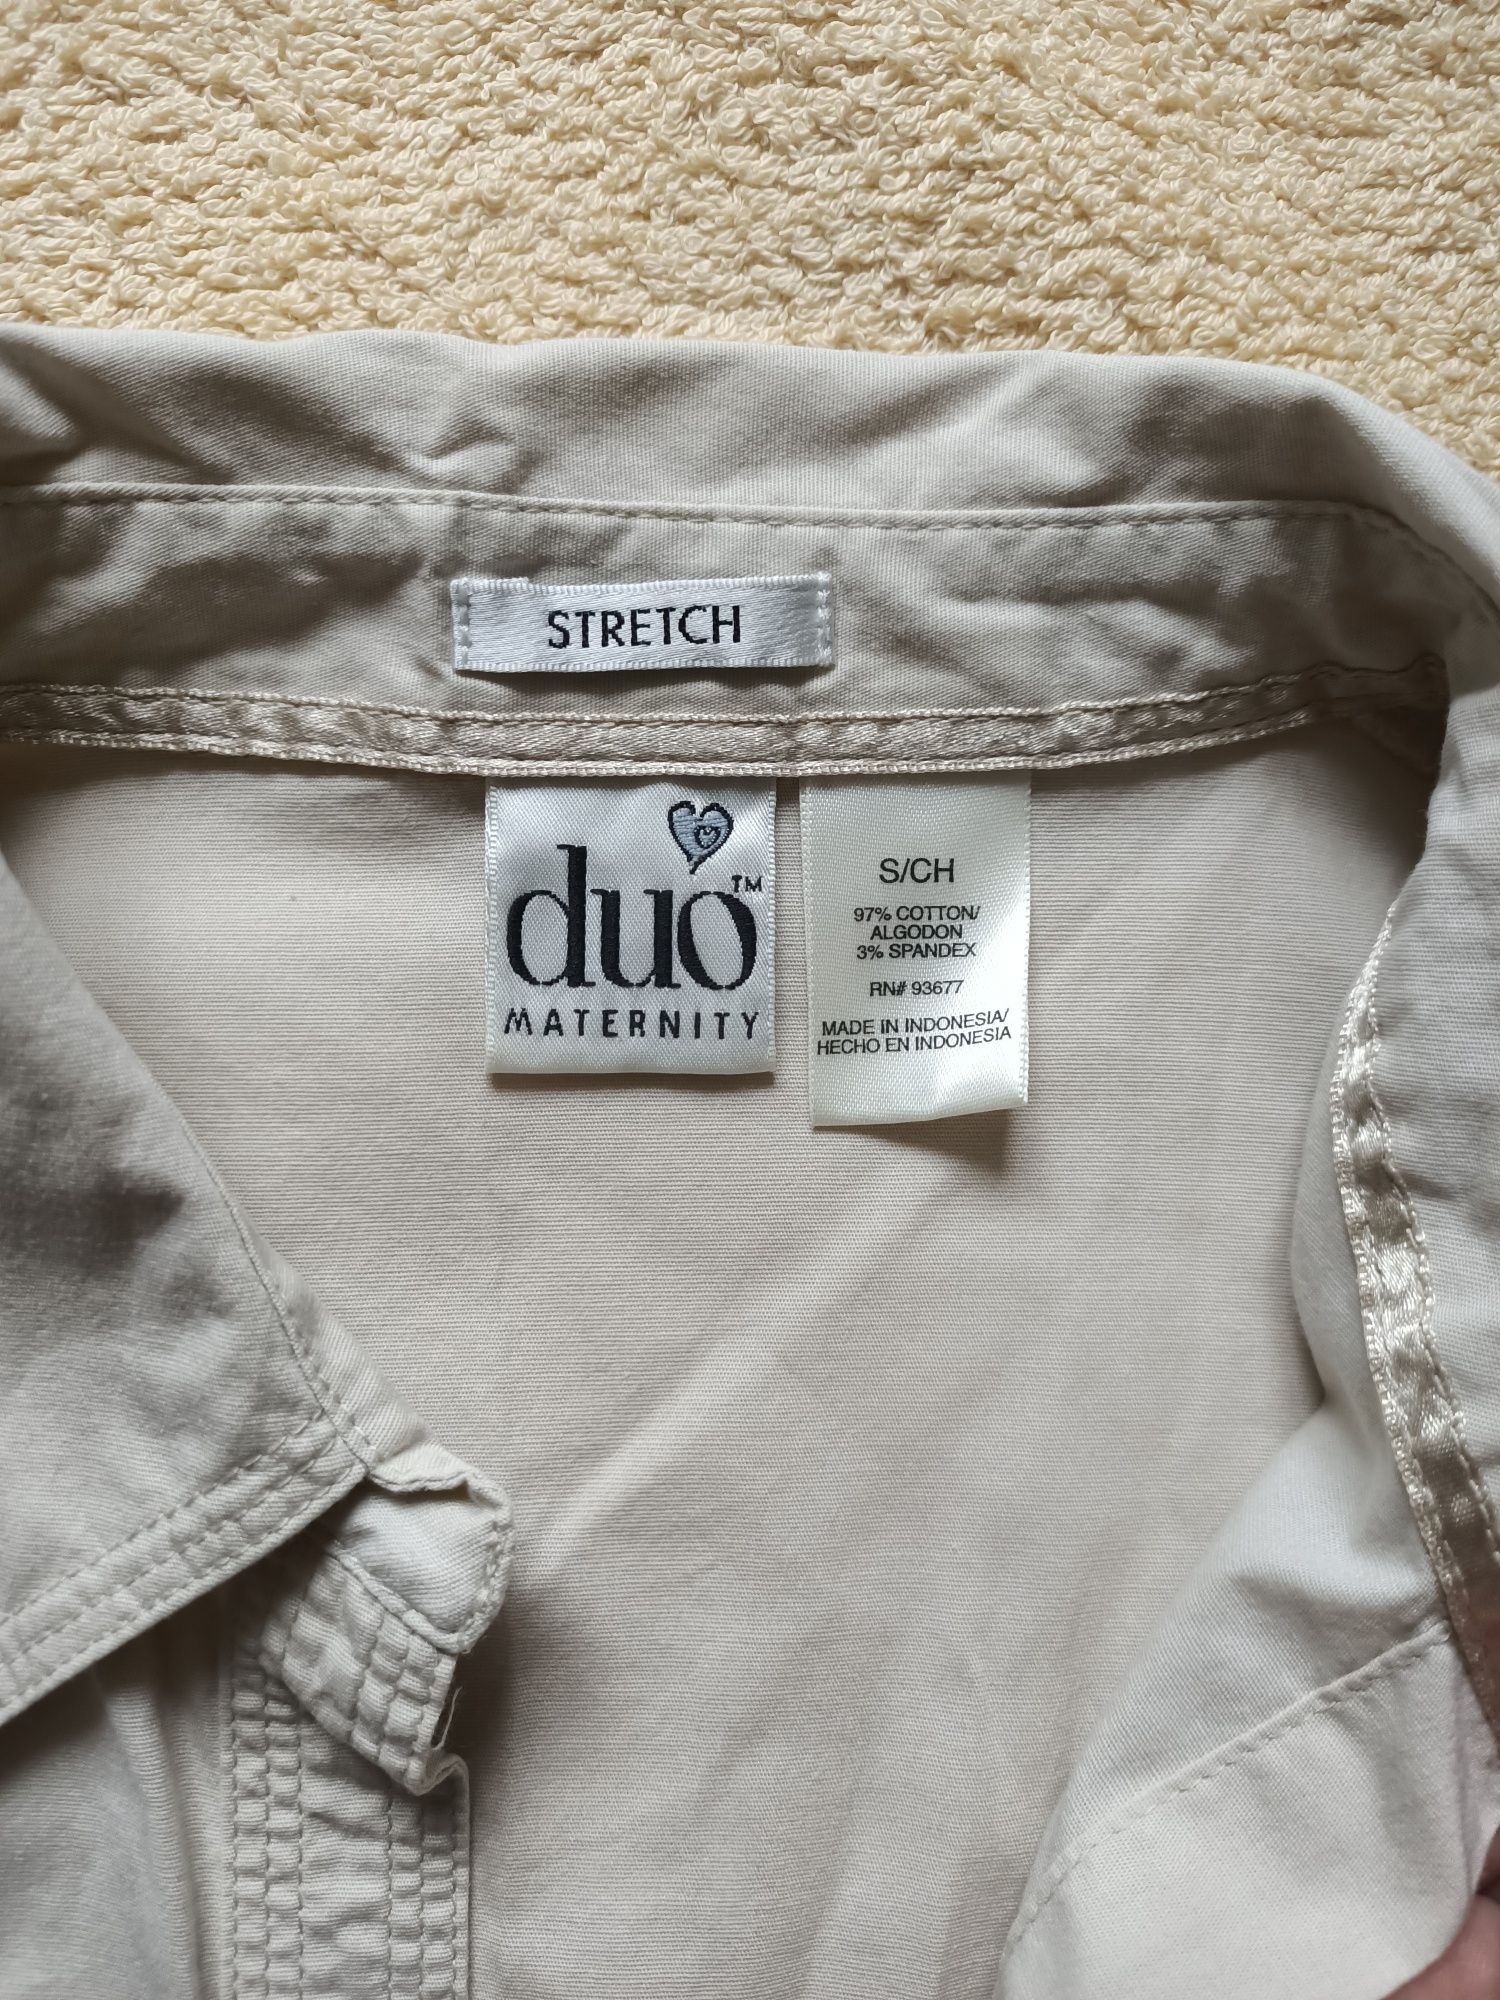 STRETCH
duo™
MATERNITY
S/CH
97% COTTON/
ALGODON
3% SPANDEX
RN# 93677
MADE IN INDONESIA/
HECHO EN INDONESIA